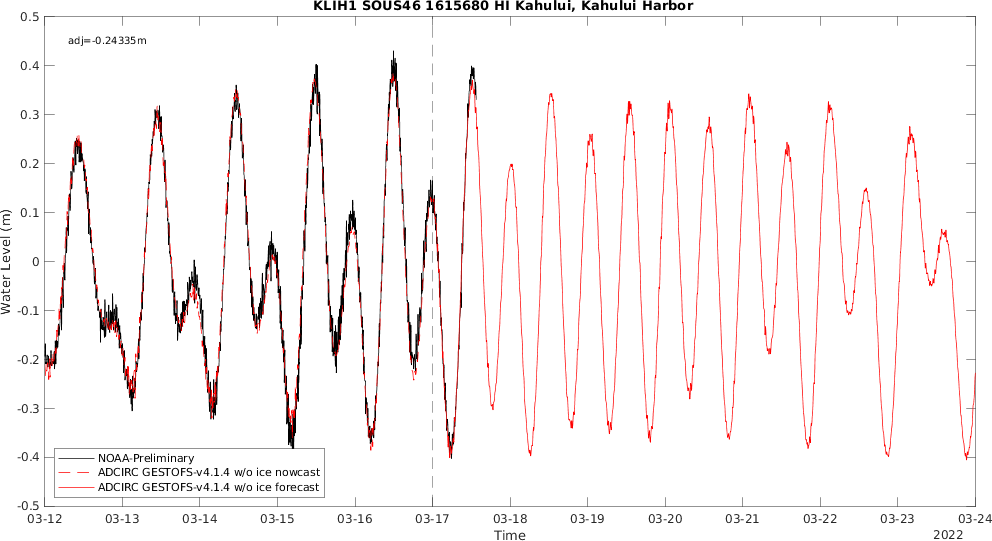 KLIH1 SOUS46 1615680 HI Kahului, Kahului Harbor
adj=-0.24335m
0.5
0.4
0.3
0.2
0.1
0
-0.1
-0.2
-0.3
-0.4
-0.5
Water Level (m)
NOAA-Preliminary
ADCIRC GESTOFS-v4.1.4 w/o ice nowcast
ADCIRC GESTOFS-v4.1.4 w/o ice forecast
03-12 03-13 03-14 03-15 03-16 03-17 03-18 03-19 03-20 03-21 03-22 03-23 03-24
Time
2022